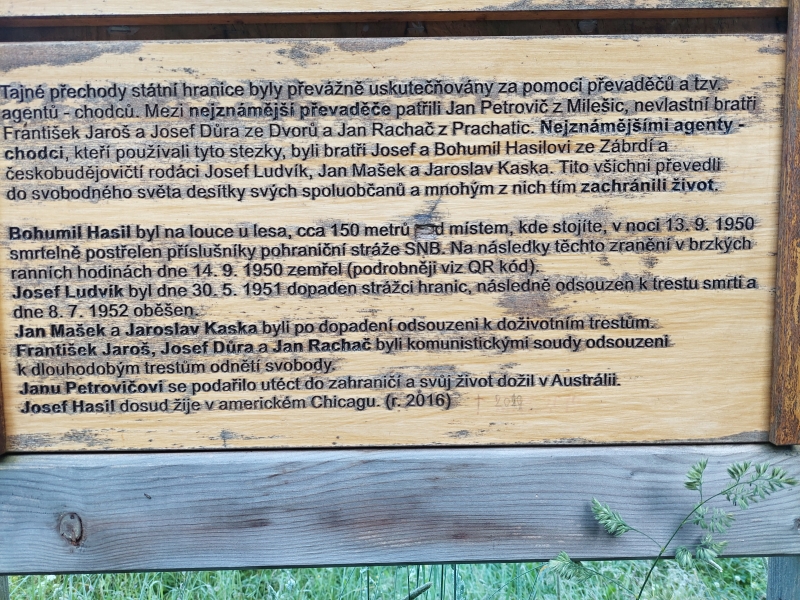 Tajné přechody státní hranice byly převážně uskutečňovány za pomoci převaděčů a tzv.
agentů - chodců. Mezi nejznámější převaděče patřili Jan Petrovič z Milešic, nevlastní bratři
František Jaroš a Josef Důra ze Dvorů a Jan Rachač z Prachatic. Nejznámějšími agenty -
chodci, kteří používali tyto stezky, byli bratři Josef a Bohumil Hasilovi ze Zábrdí a
českobudějovičtí rodáci Josef Ludvík, Jan Mašek a Jaroslav Kaska. Tito všichni převedli
do svobodného světa desítky svých spoluobčanů a mnohým z nich tím zachránili život.
Bohumil Hasil byl na louce u lesa, cca 150 metrů místem, kde stojíte, v noci 13. 9. 1950
smrtelně postřelen příslušníky pohraniční stráže SNB. Na následky těchto zranění v brzkých
ranních hodinách dne 14. 9. 1950 zemřel (podrobněji viz QR kód).
Josef Ludvík byl dne 30. 5. 1951 dopaden strážci hranic, následně odsouzen k trestu smrti a
dne 8. 7. 1952 oběšen.
Jan Mašek a Jaroslav Kaska byli po dopadení odsouzeni k doživotním trestům.
František Jaroš, Josef Důra a Jan Rachač byli komunistickými soudy odsouzeni
k dlouhodobým trestům odnětí svobody.
Janu Petrovičovi se podařilo utéct do zahraničí a svůj život dožil v Austrálii.
Josef Hasil dosud žije v americkém Chicagu. (r. 2016)